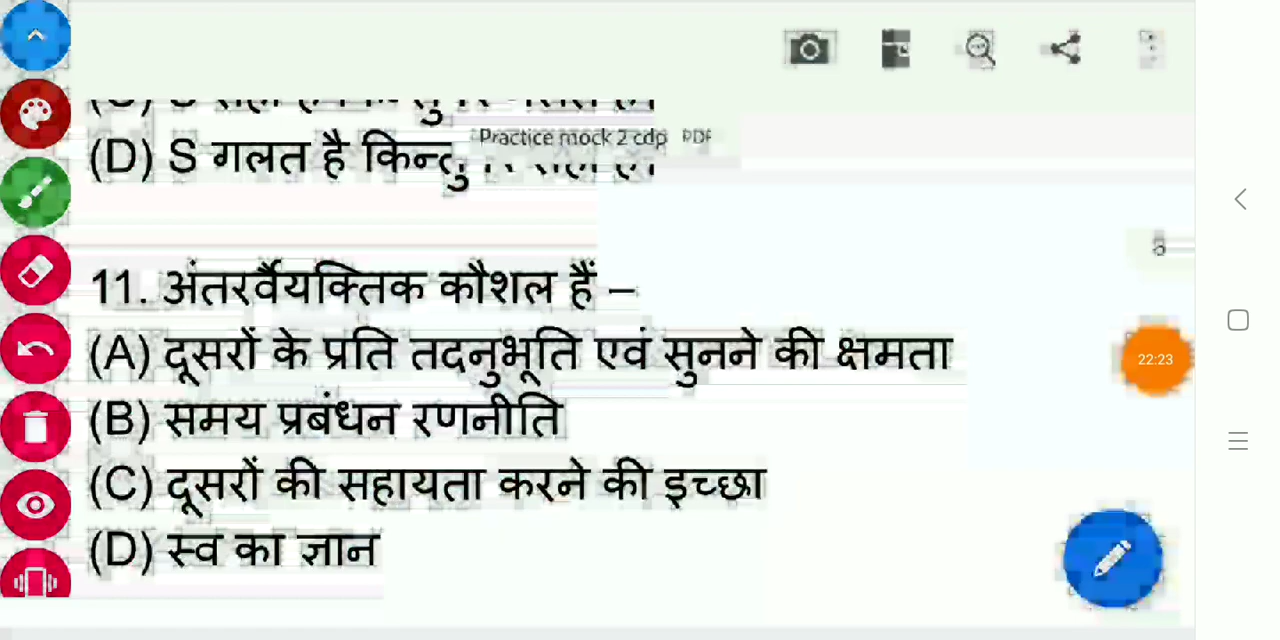 (D) S गलत है किन्तु
Practice mock 2 cdp PDF
11. अंतर्वैयक्तिक कौशल हैं –
(A) दूसरों के प्रति तदनुभूति एवं सुनने की क्षमता
22:23
(B) समय प्रबंधन रणनीति
(C) दूसरों की सहायता करने की इच्छा
(D) स्व का ज्ञान